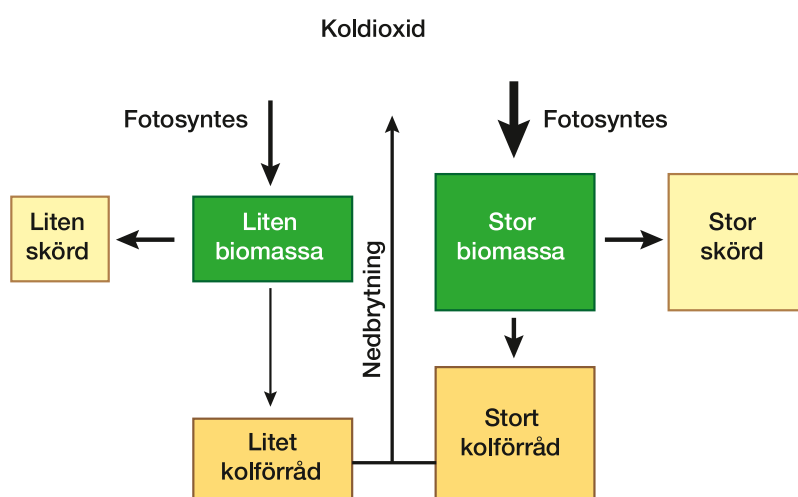 Koldioxid
Fotosyntes
Fotosyntes
Liten
skörd
Liten
biomassa
Nedbrytning
Stor
biomassa
Stor
skörd
Litet
kolförråd
Stort
kolförråd